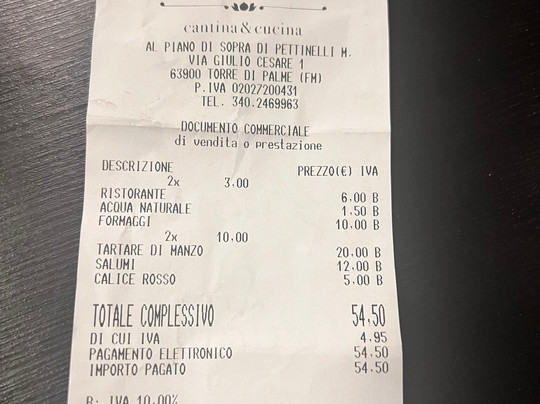 cantina & cucina
AL PIANO DI SOPRA DI PETTINELLI M.
VIA GIULIO CESARE 1
63900 TORRE DI PALME (FM)
P.IVA 02027200431
TEL. 340.2469963
DOCUMENTO COMMERCIALE
di vendita o prestazione
DESCRIZIONE PREZZO(€) IVA
2x 3,00
RISTORANTE 6,00 B
ACQUA NATURALE 1,50 B
FORMAGGI 10,00 B
2x 10,00
TARTARE DI MANZO 20,00 B
SALUMI 12,00 B
CALICE ROSSO 5,00 B
TOTALE COMPLESSIVO 54,50
DI CUI IVA 4,95
PAGAMENTO ELETTRONICO 54,50
IMPORTO PAGATO 54,50
B: IVA 10,00%